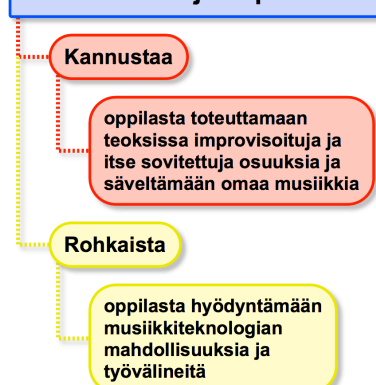 Kannustaa
oppilasta toteuttamaan
teoksissa improvisoituja ja
itse sovitettuja osuuksia ja
säveltämään omaa musiikkia
Rohkaista
oppilasta hyödyntämään
musiikkiteknologian
mahdollisuuksia ja
työvälineitä